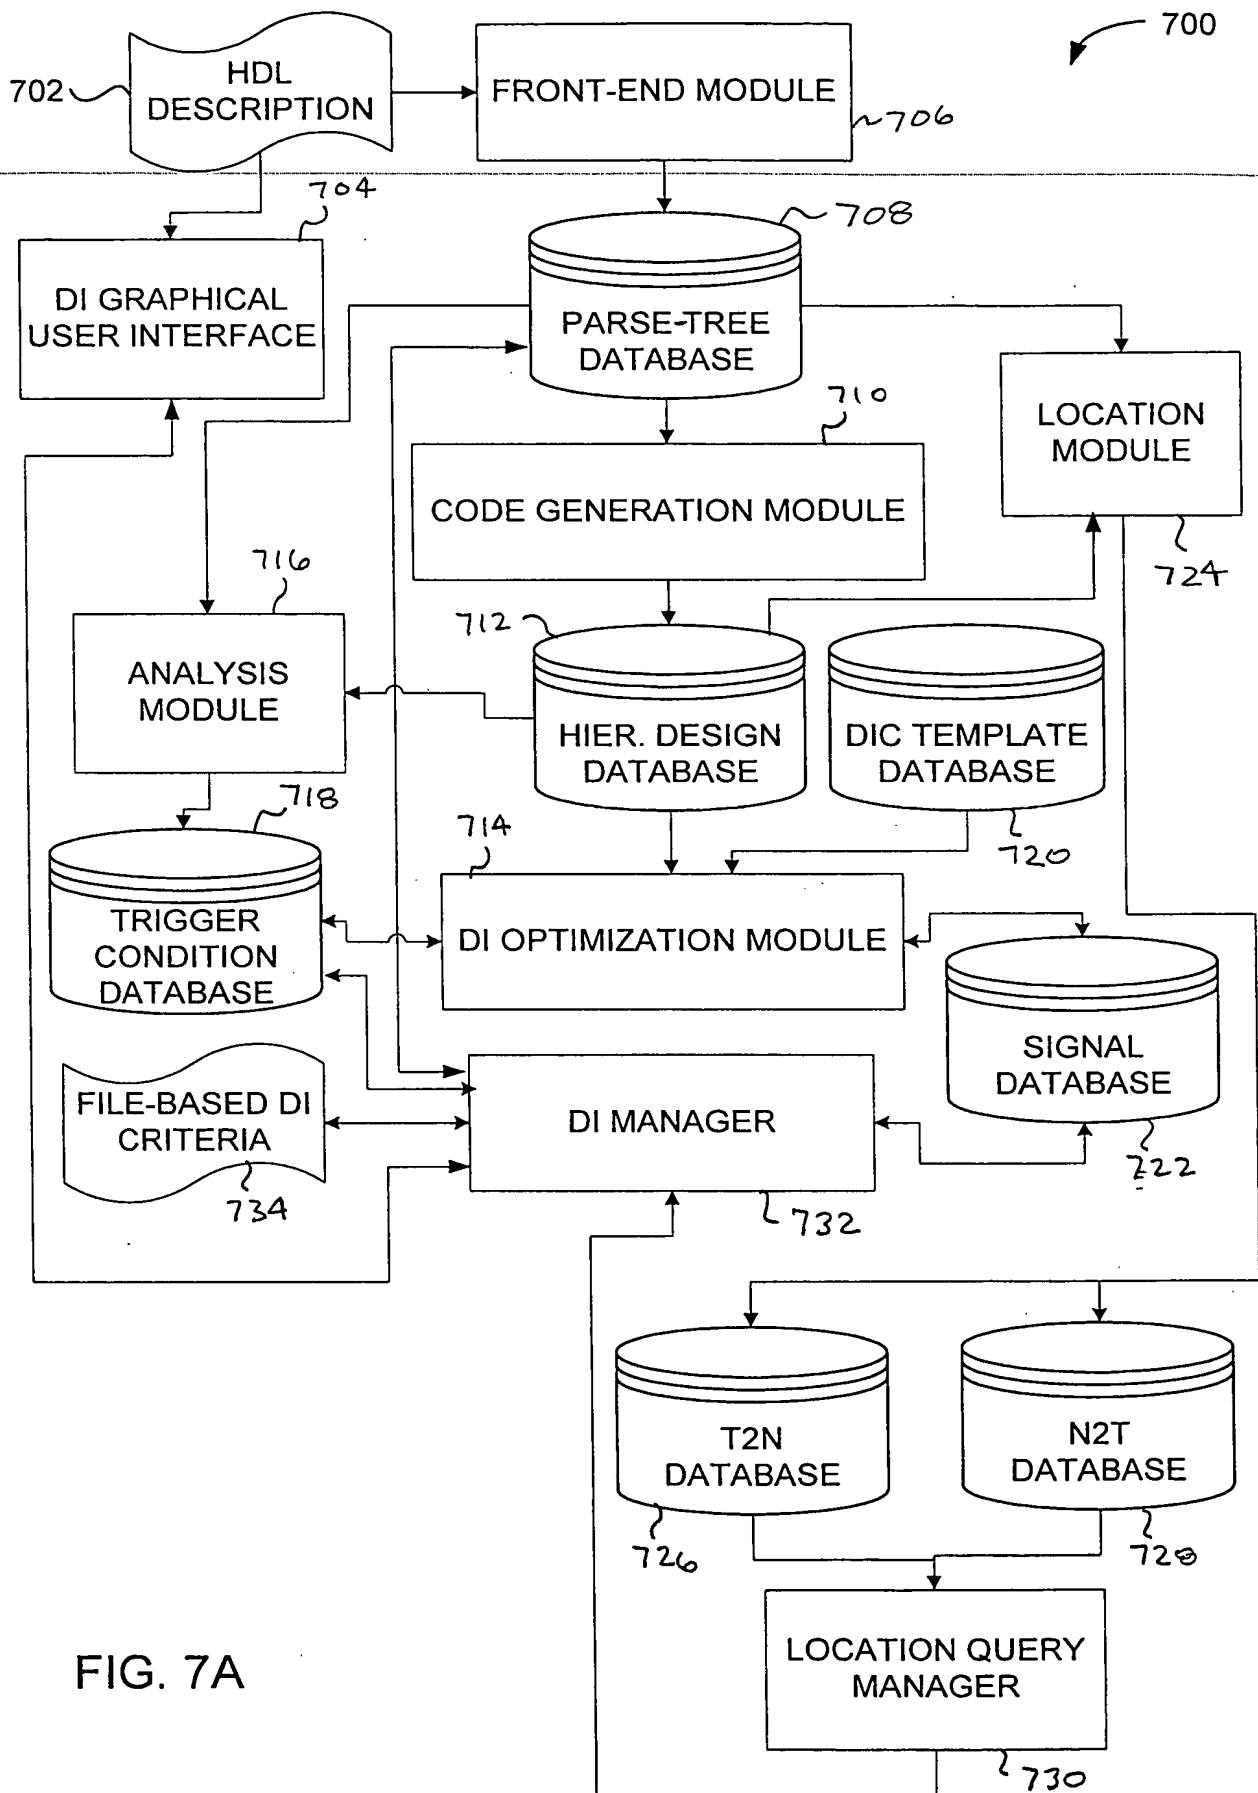 700
HDL
DESCRIPTION
702
FRONT-END MODULE
706
704
708
DI GRAPHICAL
USER INTERFACE
PARSE-TREE
DATABASE
LOCATION
MODULE
724
710
CODE GENERATION MODULE
716
ANALYSIS
MODULE
712
HIER. DESIGN
DATABASE
DIC TEMPLATE
DATABASE
720
718
TRIGGER
CONDITION
DATABASE
714
DI OPTIMIZATION MODULE
SIGNAL
DATABASE
722
FILE-BASED DI
CRITERIA
734
DI MANAGER
732
T2N
DATABASE
726
N2T
DATABASE
728
LOCATION QUERY
MANAGER
730
FIG. 7A